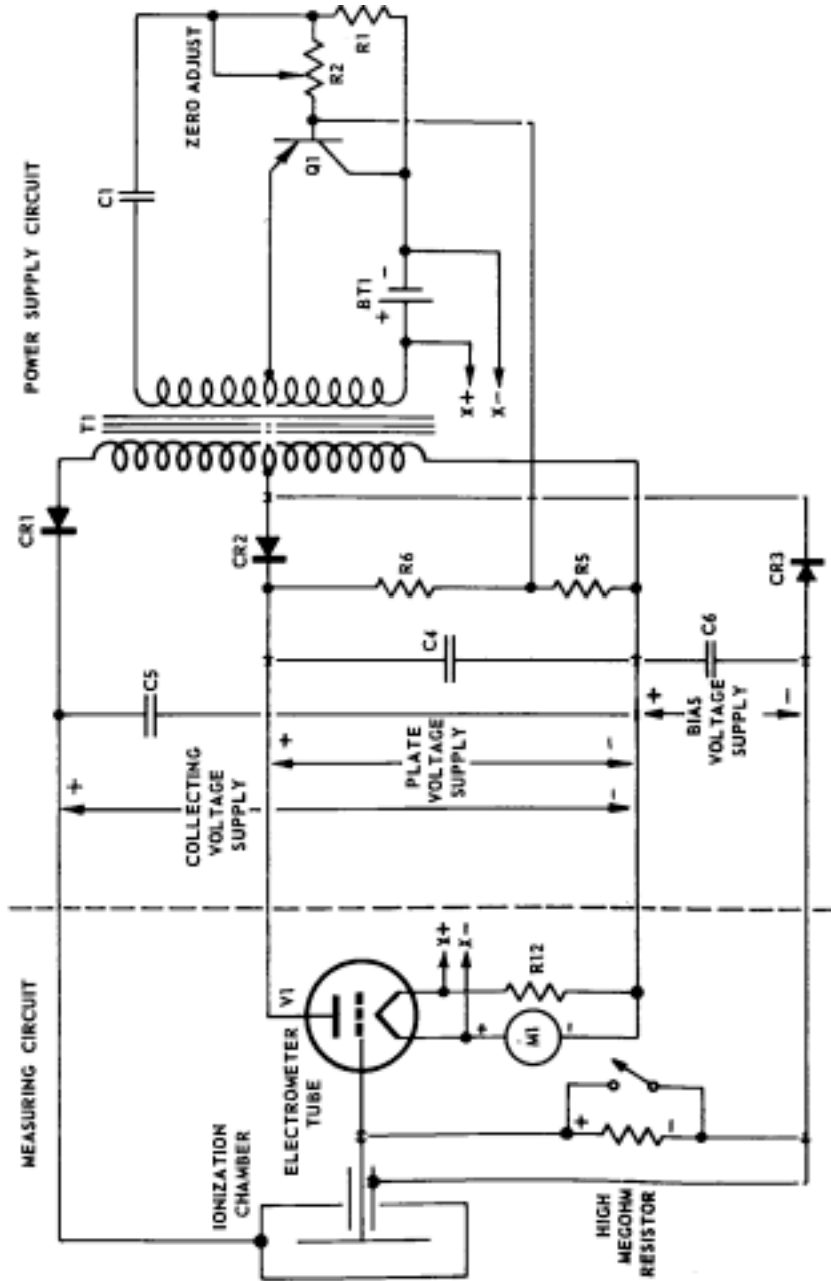 MEASURING CIRCUIT
POWER SUPPLY CIRCUIT
T1
C1
ZERO ADJUST
R2
R1
Q1
CR1
C5
+
COLLECTING
VOLTAGE
SUPPLY
-
IONIZATION
CHAMBER
V1
ELECTROMETER
TUBE
CR2
R6
R5
C4
+
PLATE
VOLTAGE
SUPPLY
-
BT1
+
-
X+
X-
X+
X-
R12
+
M1
-
+
BIAS
VOLTAGE
SUPPLY
-
C6
CR3
+
-
HIGH
MEGOHM
RESISTOR